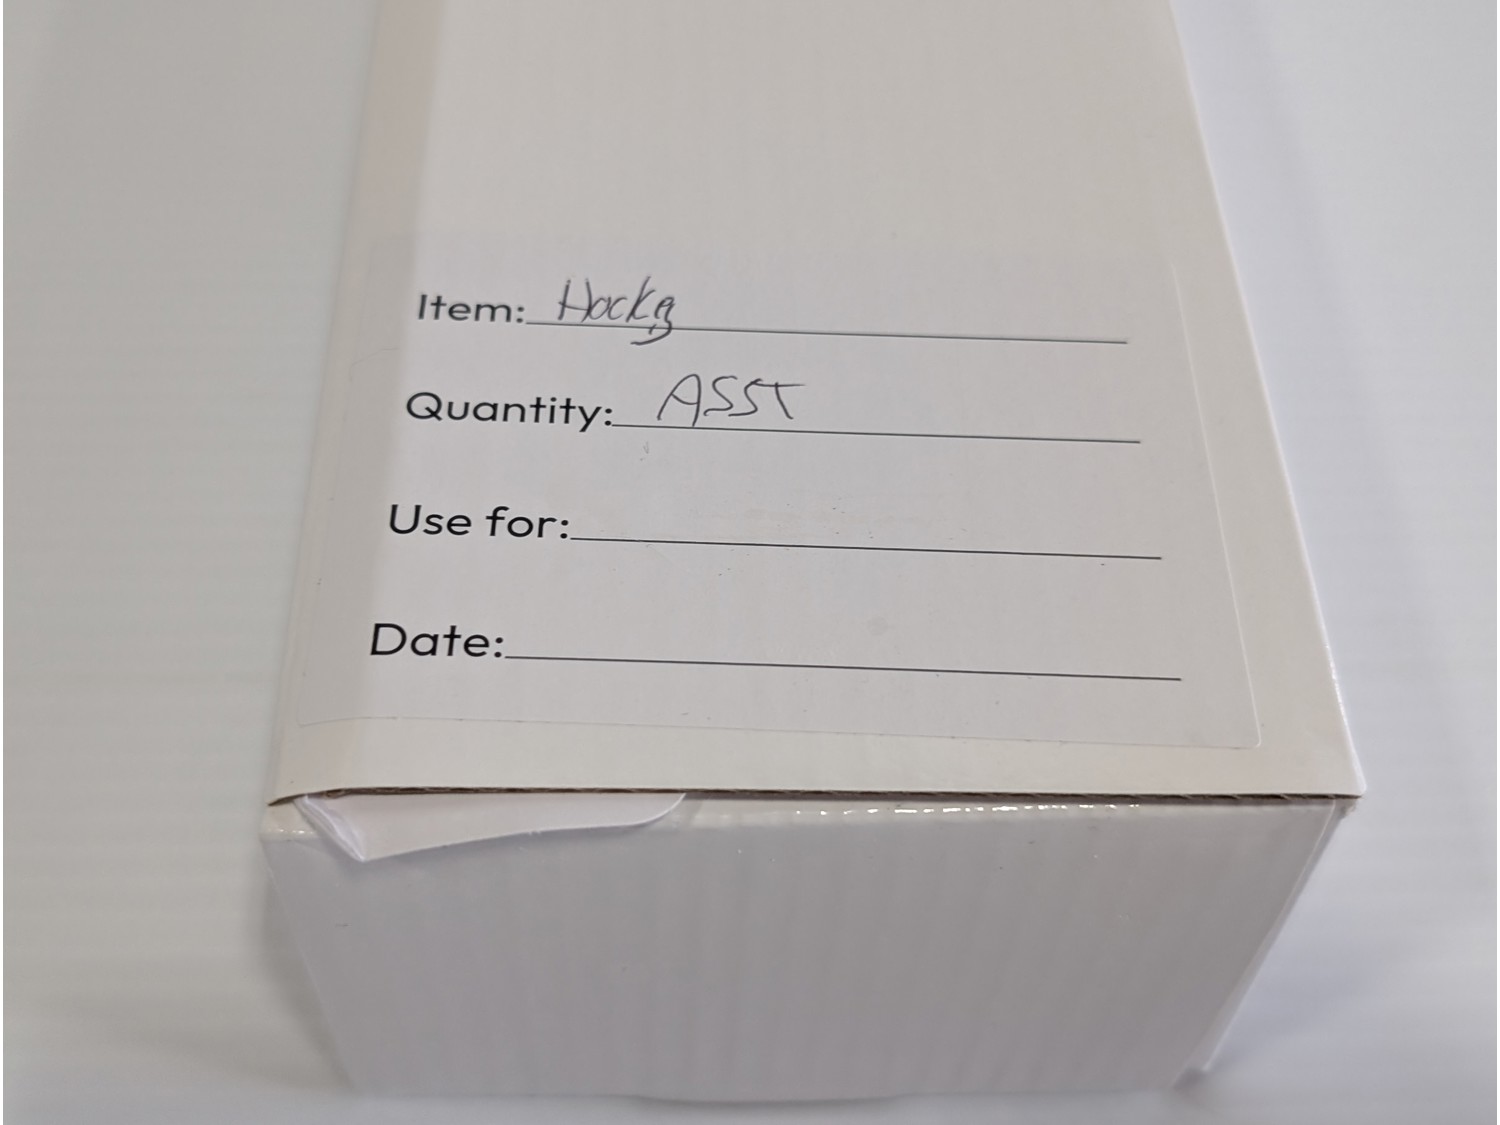 Item: Hockey
Quantity: ASST
Use for:
Date: